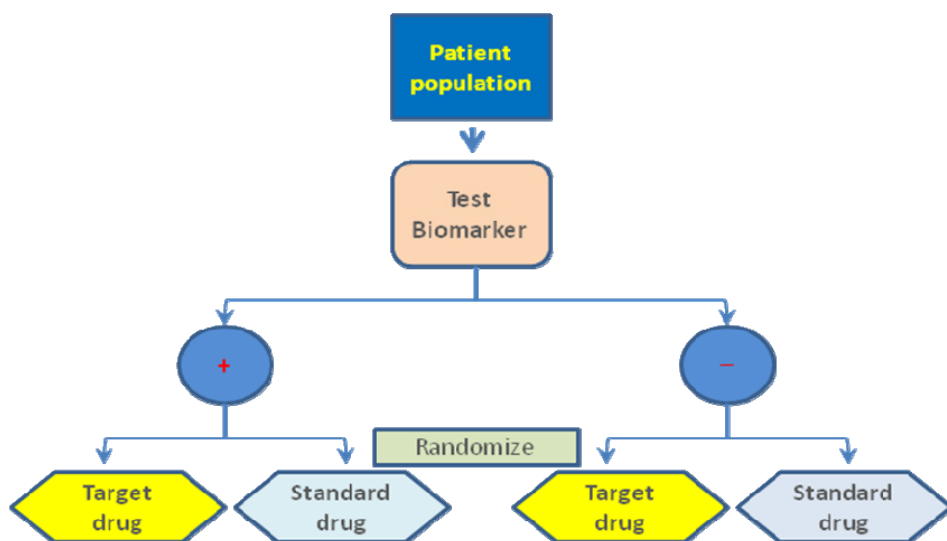 Patient
population
Test
Biomarker
+
–
Randomize
Target
drug
Standard
drug
Target
drug
Standard
drug